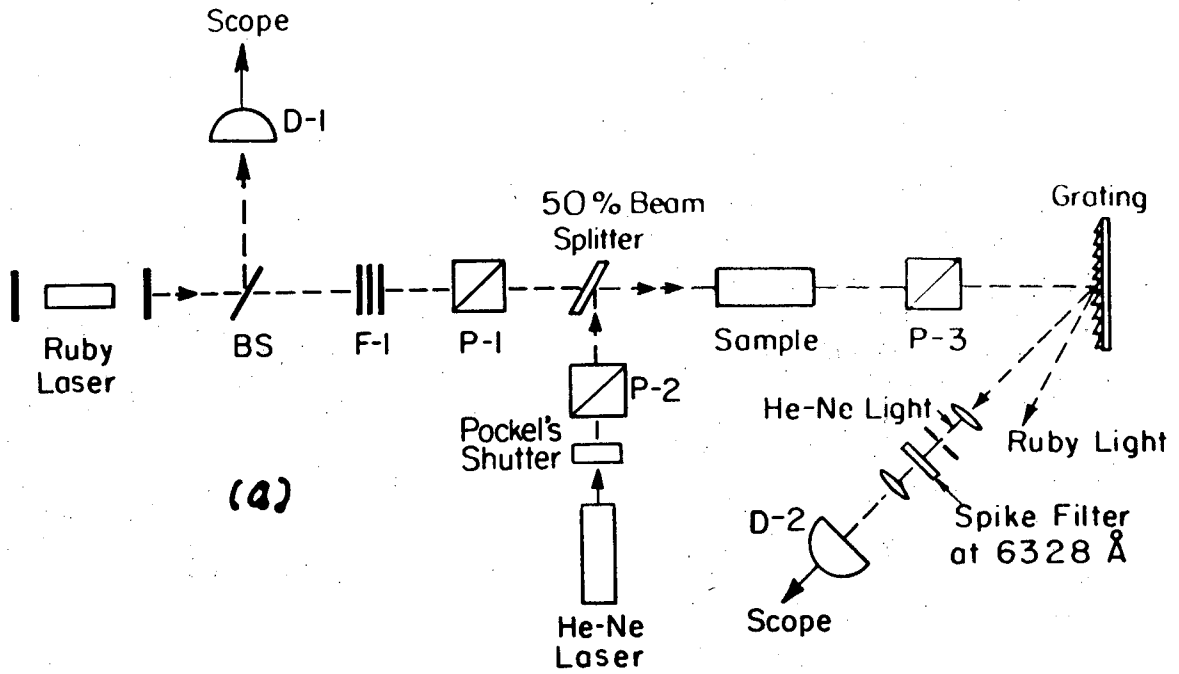 Scope
D-1
50% Beam
Splitter
Grating
Ruby
Laser
BS
F-1
P-1
Sample
P-3
P-2
Pockel's
Shutter
He-Ne Light
Ruby Light
(a)
D-2
Spike Filter
at 6328 Å
Scope
He-Ne
Laser